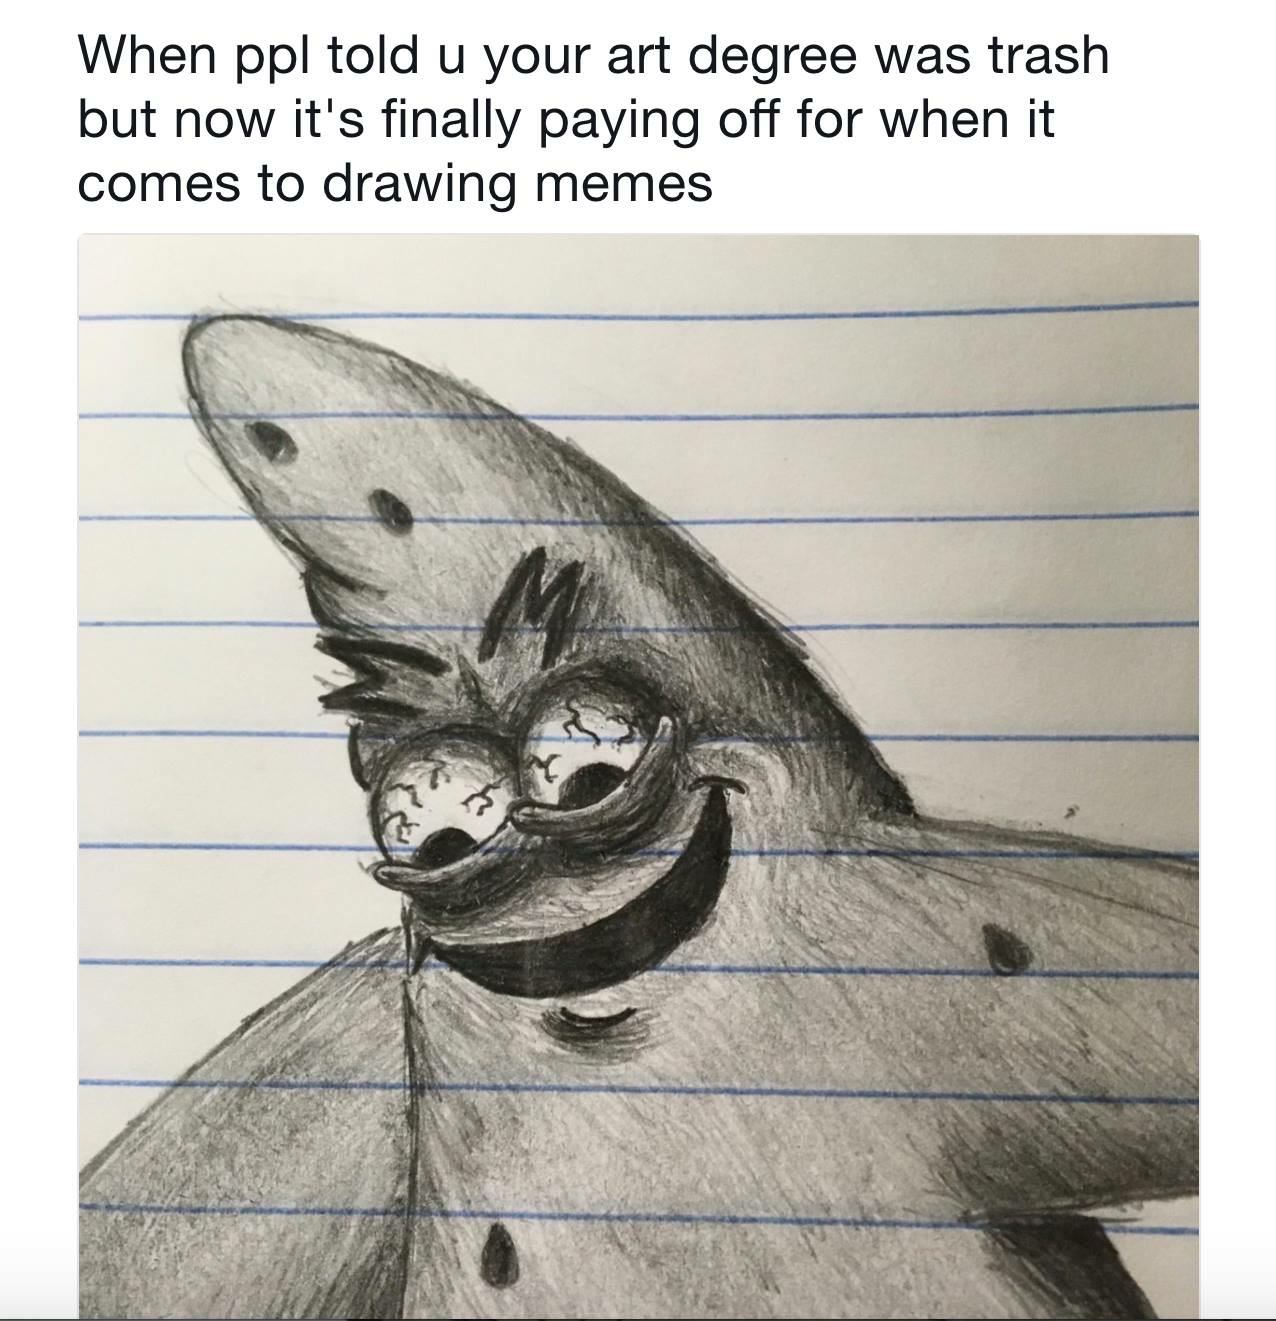 When ppl told u your art degree was trash
but now it's finally paying off for when it
comes to drawing memes